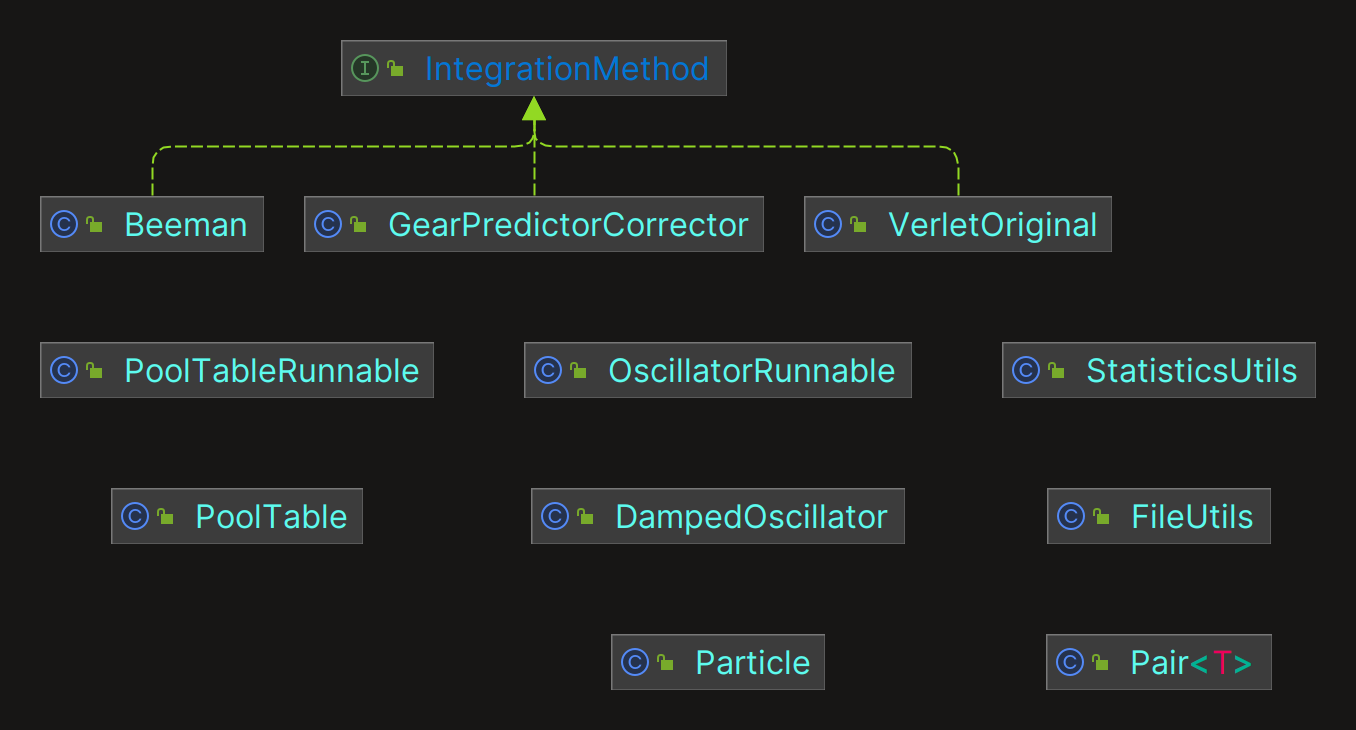 I IntegrationMethod
C Beeman
C GearPredictorCorrector
C VerletOriginal
C PoolTableRunnable
C OscillatorRunnable
C StatisticsUtils
C PoolTable
C DampedOscillator
C FileUtils
C Particle
C Pair<T>